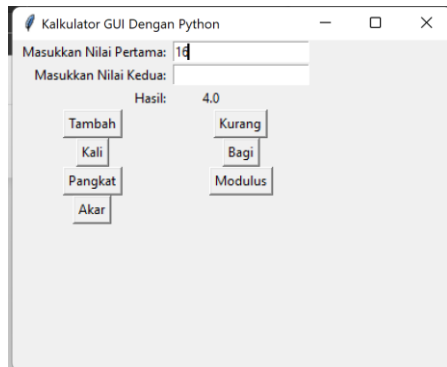 Kalkulator GUI Dengan Python
Masukkan Nilai Pertama: 16
Masukkan Nilai Kedua:
Hasil: 4.0
Tambah Kurang
Kali Bagi
Pangkat Modulus
Akar